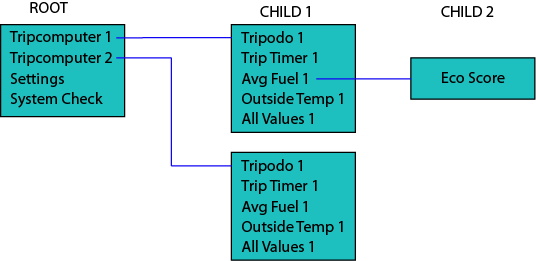 ROOT
Tripcomputer 1
Tripcomputer 2
Settings
System Check
CHILD 1
Tripodo 1
Trip Timer 1
Avg Fuel 1
Outside Temp 1
All Values 1
Tripodo 1
Trip Timer 1
Avg Fuel 1
Outside Temp 1
All Values 1
CHILD 2
Eco Score